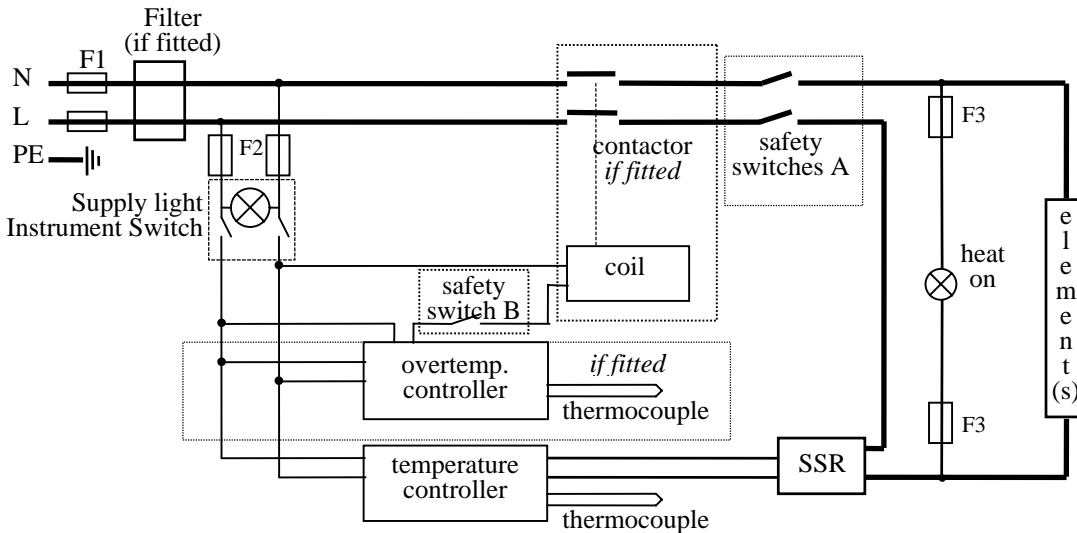 Filter
(if fitted)
F1
N
L
PE
F2
Supply light
Instrument Switch
contactor
if fitted
safety
switches A
F3
coil
safety
switch B
heat
on
e
l
e
m
e
n
t
(s)
overtemp.
controller
if fitted
thermocouple
F3
temperature
controller
SSR
thermocouple